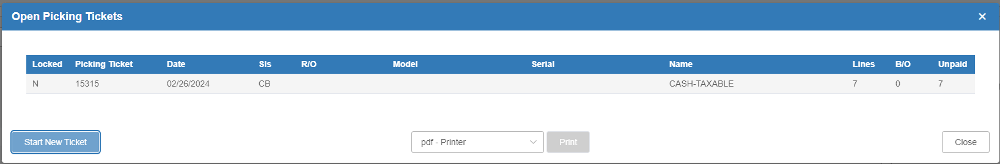 Open Picking Tickets ×
Locked Picking Ticket Date Sls R/O Model Serial Name Lines B/O Unpaid
N 15315 02/26/2024 CB CASH-TAXABLE 7 0 7
Start New Ticket pdf - Printer Print Close